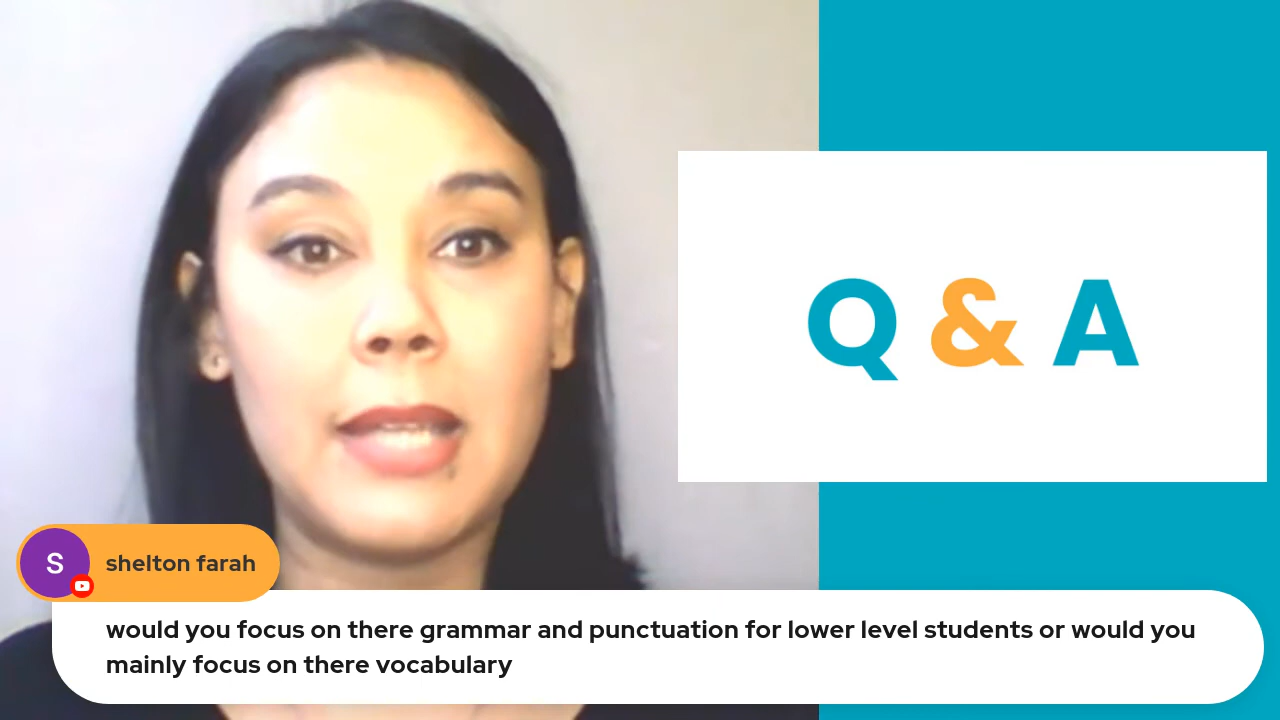 Q & A
S
shelton farah
would you focus on there grammar and punctuation for lower level students or would you
mainly focus on there vocabulary